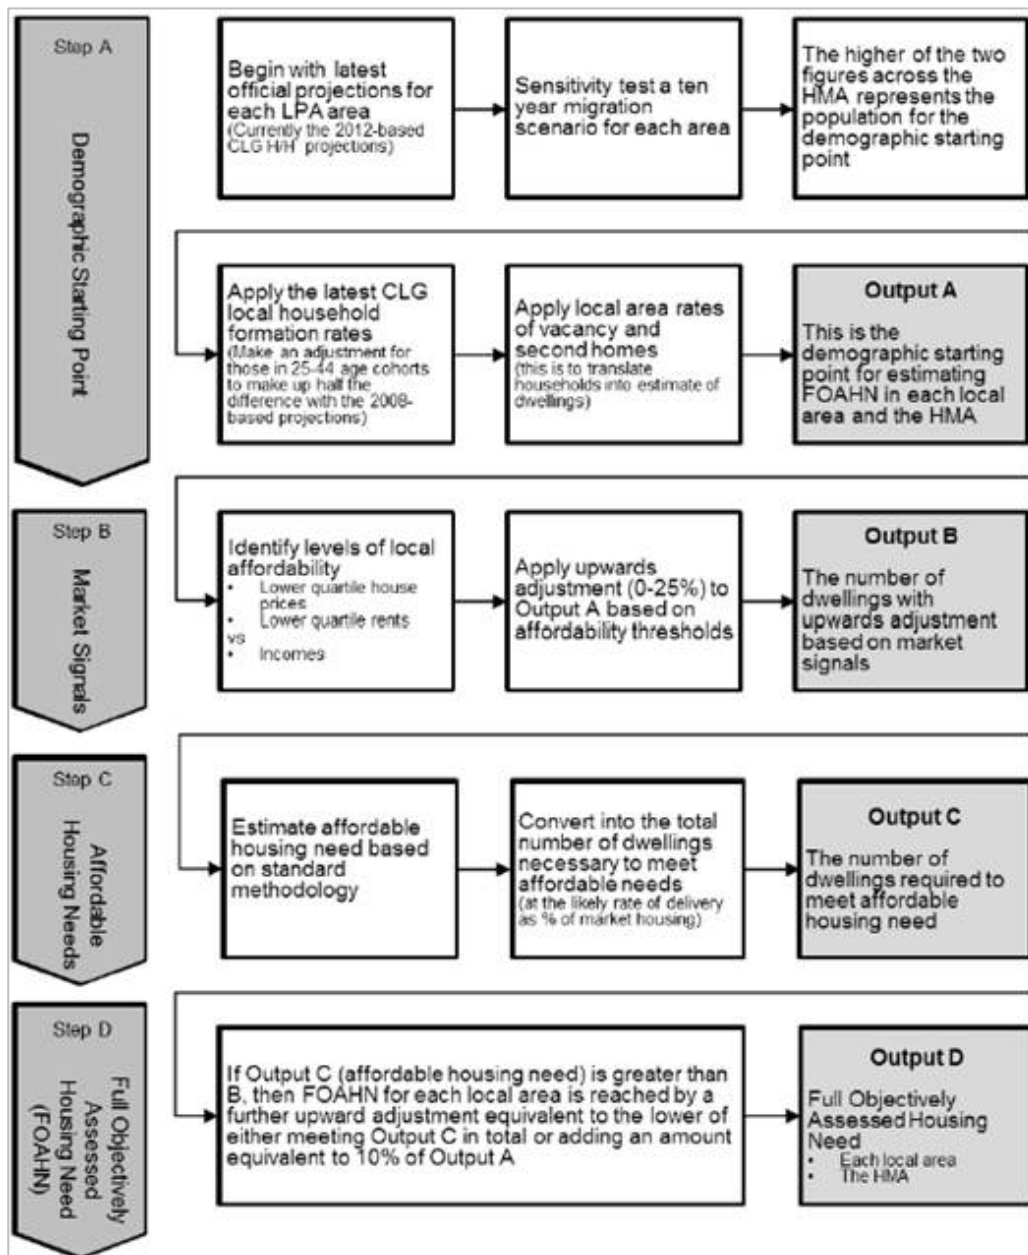 Step A
Demographic Starting Point
Begin with latest
official projections for
each LPA area
(Currently the 2012-based
CLG H/H projections)
Sensitivity test a ten
year migration
scenario for each area
The higher of the two
figures across the
HMA represents the
population for the
demographic starting
point
Apply the latest CLG
local household
formation rates
(Make an adjustment for
those in 25-44 age cohorts
to make up half the
difference with the 2008-
based projections)
Apply local area rates
of vacancy and
second homes
(this is to translate
households into estimate of
dwellings)
Output A
This is the
demographic starting
point for estimating
FOAHN in each local
area and the HMA
Step B
Market Signals
Identify levels of local
affordability
• Lower quartile house
prices
• Lower quartile rents
vs
• Incomes
Apply upwards
adjustment (0-25%) to
Output A based on
affordability thresholds
Output B
The number of
dwellings with
upwards adjustment
based on market
signals
Step C
Affordable
Housing Needs
Estimate affordable
housing need based
on standard
methodology
Convert into the total
number of dwellings
necessary to meet
affordable needs
(at the likely rate of delivery
as % of market housing)
Output C
The number of
dwellings required to
meet affordable
housing need
Step D
Full Objectively
Assessed
Housing Need
(FOAHN)
If Output C (affordable housing need) is greater than
B, then FOAHN for each local area is reached by a
further upward adjustment equivalent to the lower of
either meeting Output C in total or adding an amount
equivalent to 10% of Output A
Output D
Full Objectively
Assessed Housing
Need
• Each local area
• The HMA